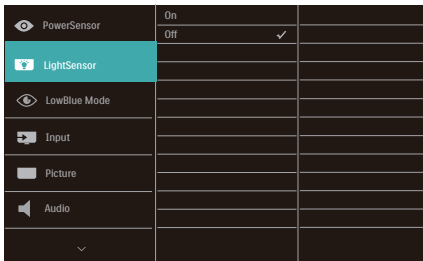 PowerSensor
LightSensor
LowBlue Mode
Input
Picture
Audio
On
Off